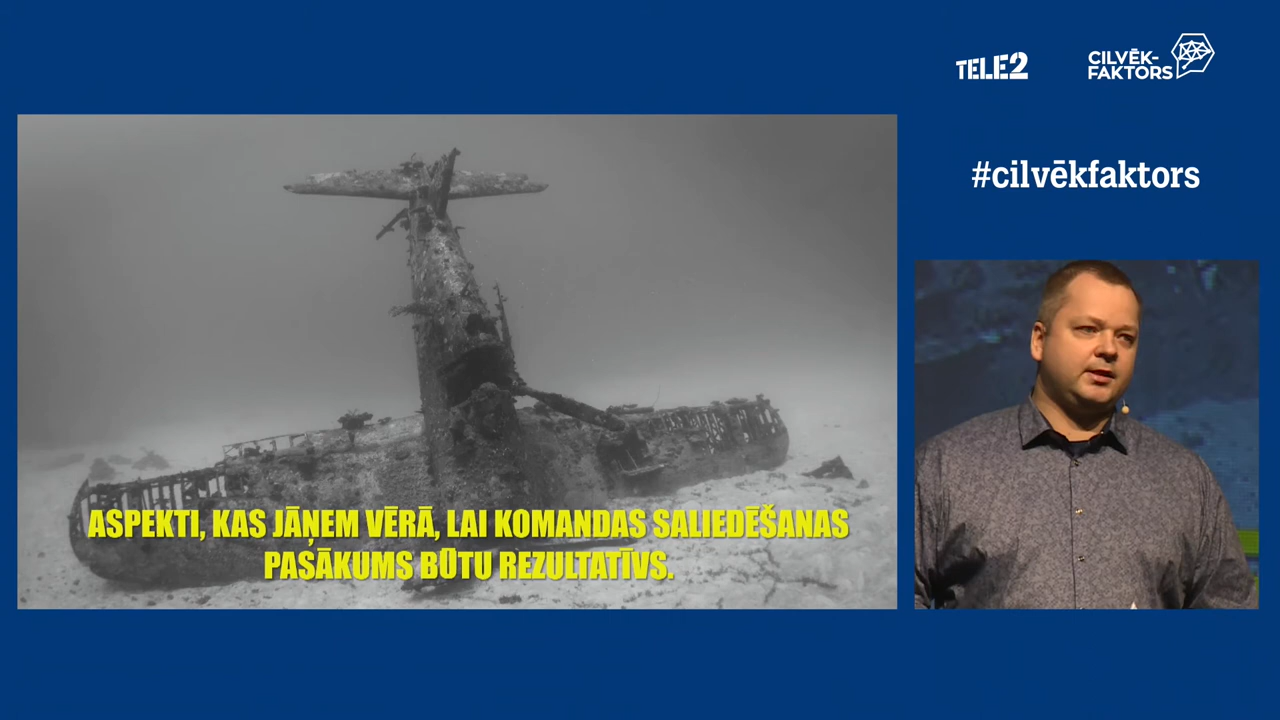 TELE2
CILVĒK-
FAKTORS
#cilvēkfaktors
ASPEKTI, KAS JĀŅEM VĒRĀ, LAI KOMANDAS SALIEDĒŠANAS
PASĀKUMS BŪTU REZULTATĪVS.